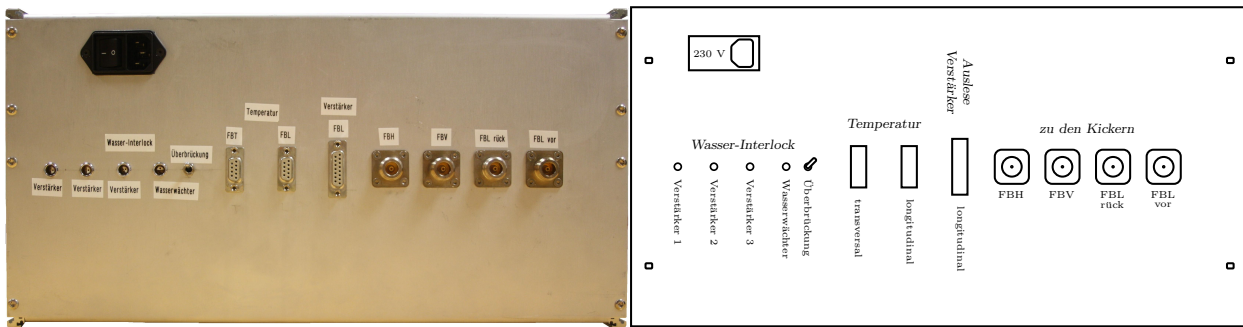 I O
Verstärker
Temperatur
FBL
FBT
FBL
FBH
FBV
FBL rück
FBL vor
Wasser-Interlock
Überbrückung
Verstärker
Verstärker
Verstärker
Wasserwächter
230 V
Auslese
Verstärker
Temperatur
zu den Kickern
Wasser-Interlock
Verstärker 1
Verstärker 2
Verstärker 3
Wasserwächter
Überbrückung
transversal
longitudinal
longitudinal
FBH
FBV
FBL
rück
FBL
vor